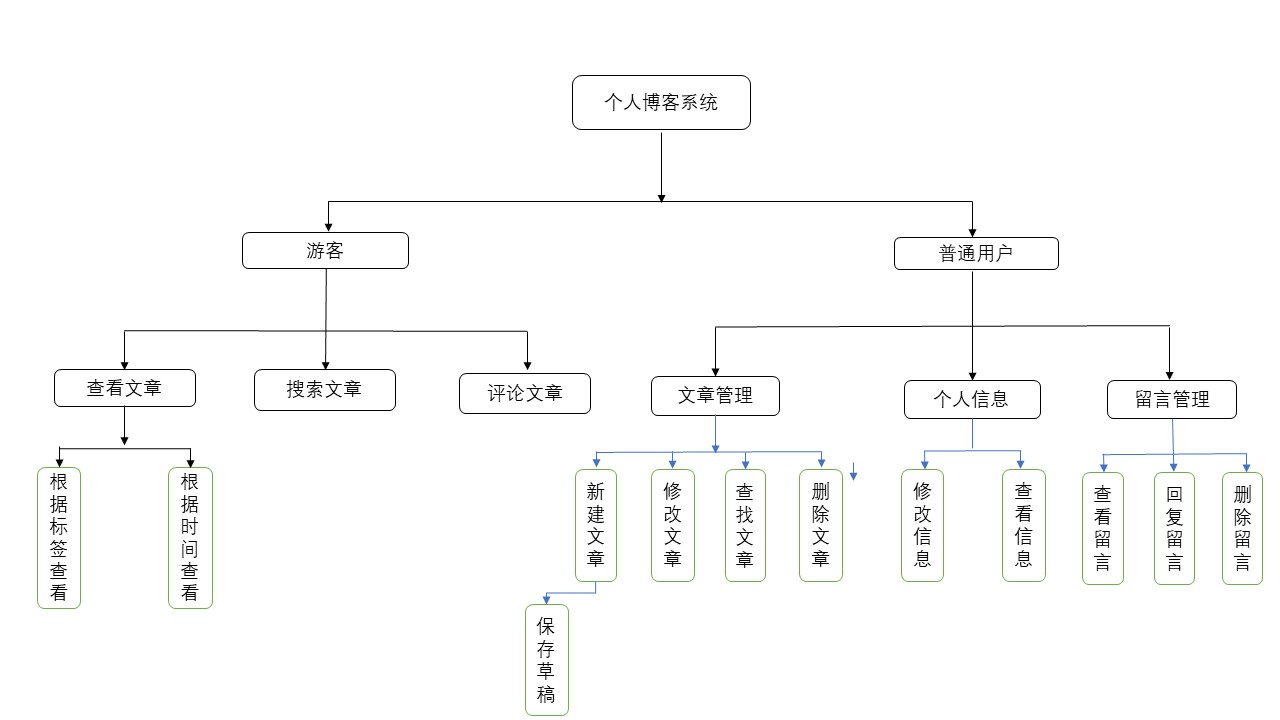 个人博客系统
游客
普通用户
查看文章
搜索文章
评论文章
文章管理
个人信息
留言管理
根据标签查看
根据时间查看
新建文章
修改文章
查找文章
删除文章
修改信息
查看信息
查看留言
回复留言
删除留言
保存草稿